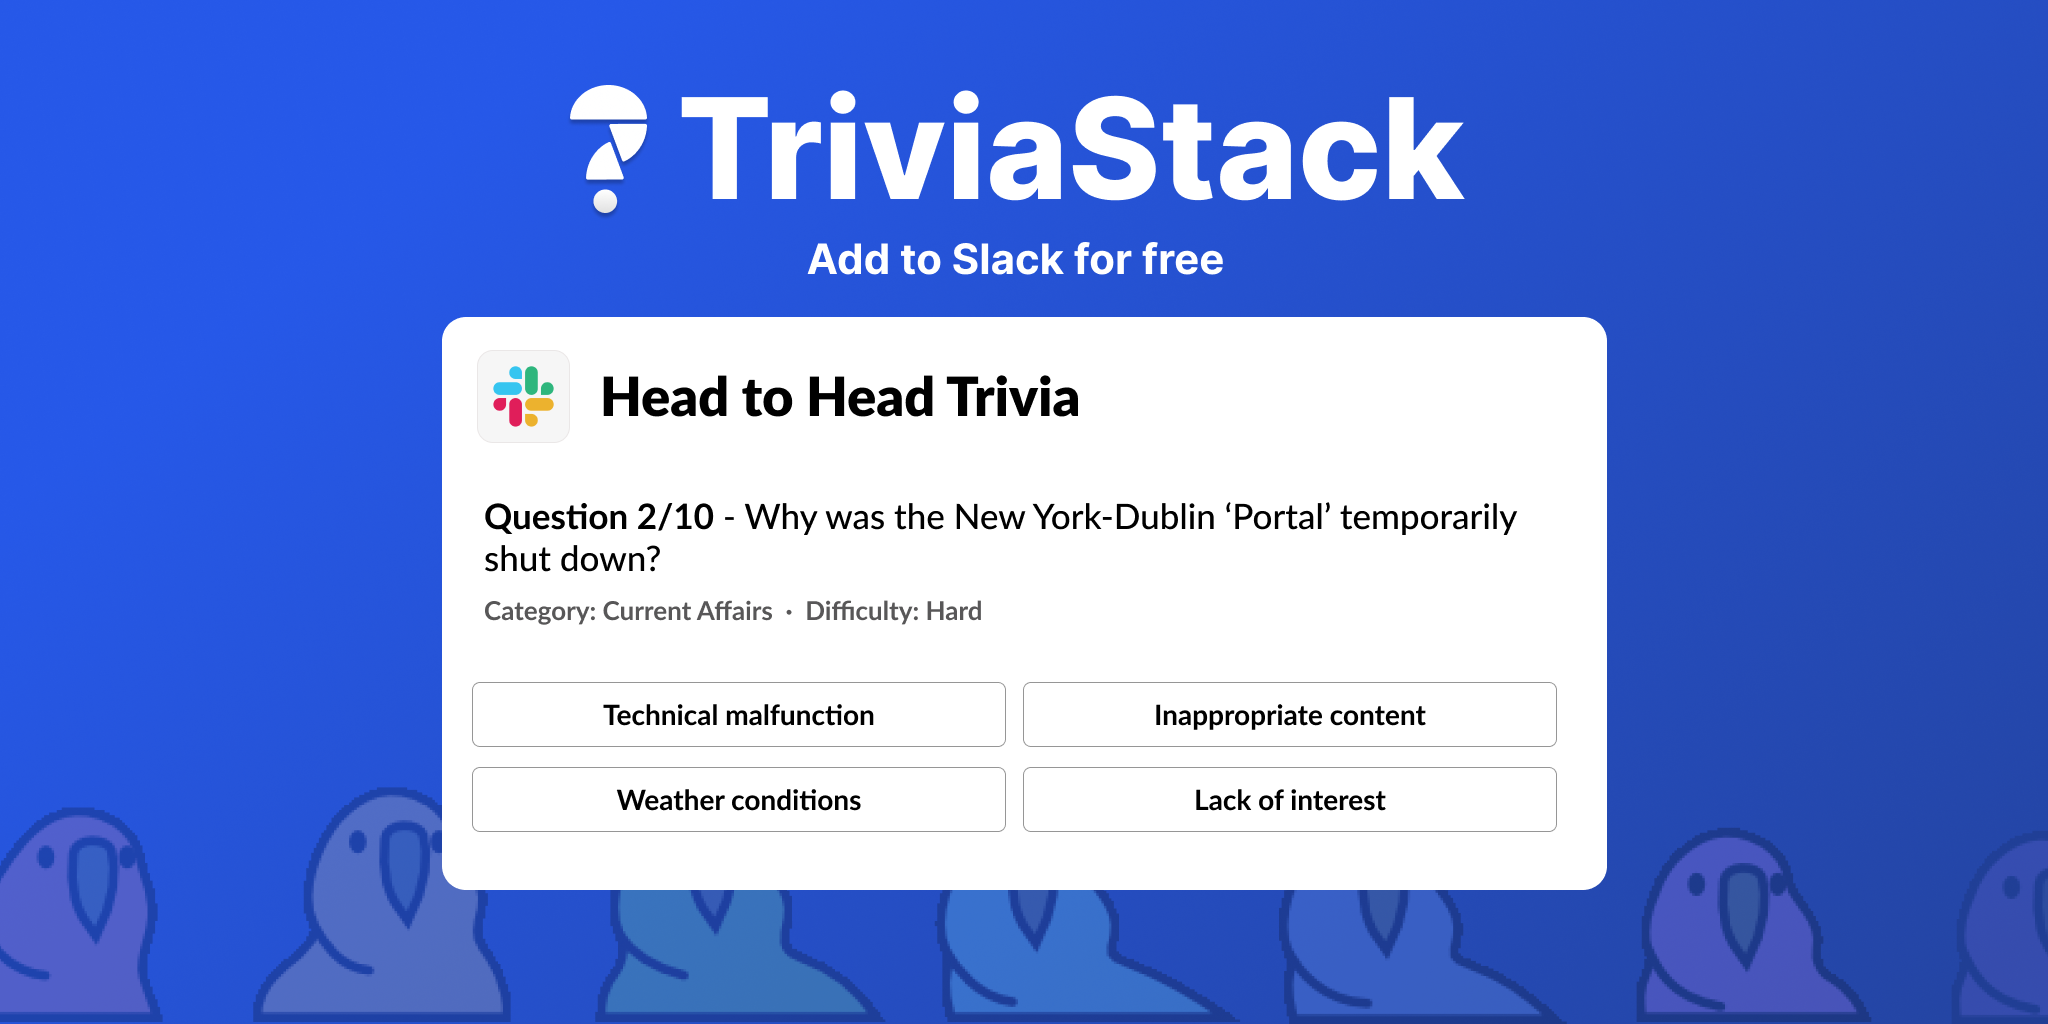 TriviaStack
Add to Slack for free
Head to Head Trivia
Question 2/10 - Why was the New York-Dublin ‘Portal’ temporarily
shut down?
Category: Current Affairs · Difficulty: Hard
Technical malfunction
Inappropriate content
Weather conditions
Lack of interest